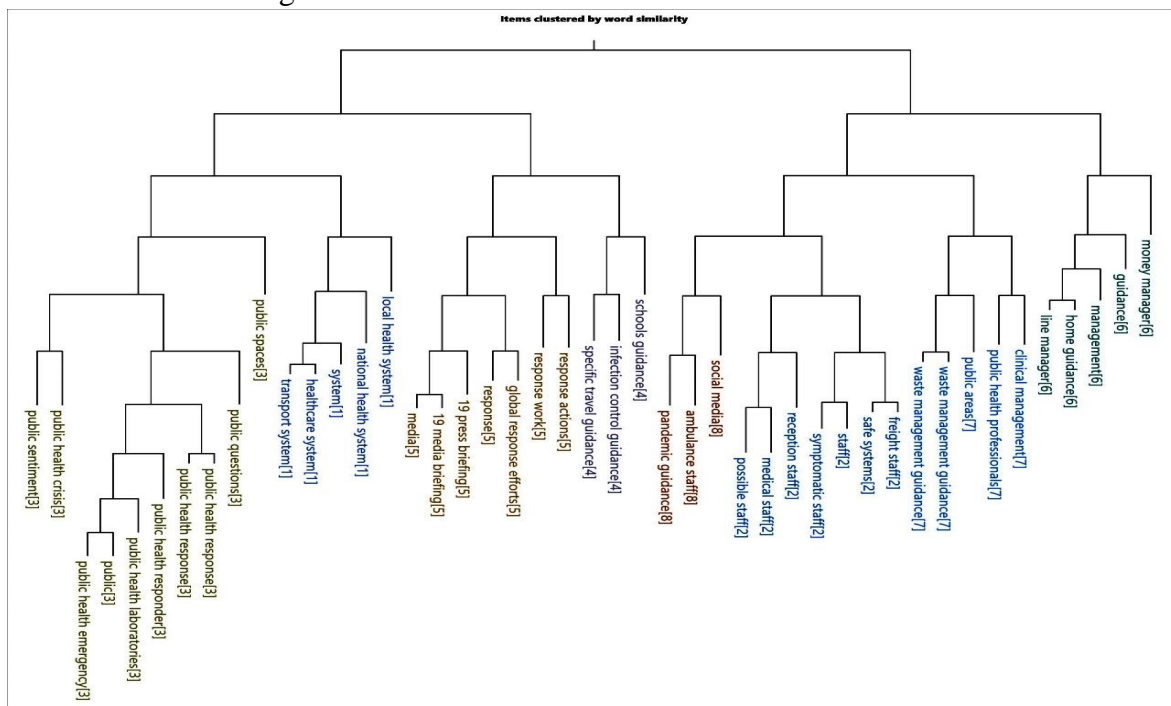 Items clustered by word similarity
public sentiment[3]
public health crisis[3]
public health emergency[3]
public[3]
public health laboratories[3]
public health responder[3]
public health response[3]
public health response[3]
public questions[3]
public spaces[3]
transport system[1]
healthcare system[1]
system[1]
national health system[1]
local health system[1]
media[5]
19 media briefing[5]
19 press briefing[5]
response[5]
global response efforts[5]
response work[5]
response actions[5]
specific travel guidance[4]
infection control guidance[4]
schools guidance[4]
pandemic guidance[8]
ambulance staff[8]
social media[8]
possible staff[2]
medical staff[2]
reception staff[2]
symptomatic staff[2]
staff[2]
safe systems[2]
freight staff[2]
waste management guidance[7]
waste management guidance[7]
public areas[7]
public health professionals[7]
clinical management[7]
line manager[6]
home guidance[6]
management[6]
guidance[6]
money manager[6]